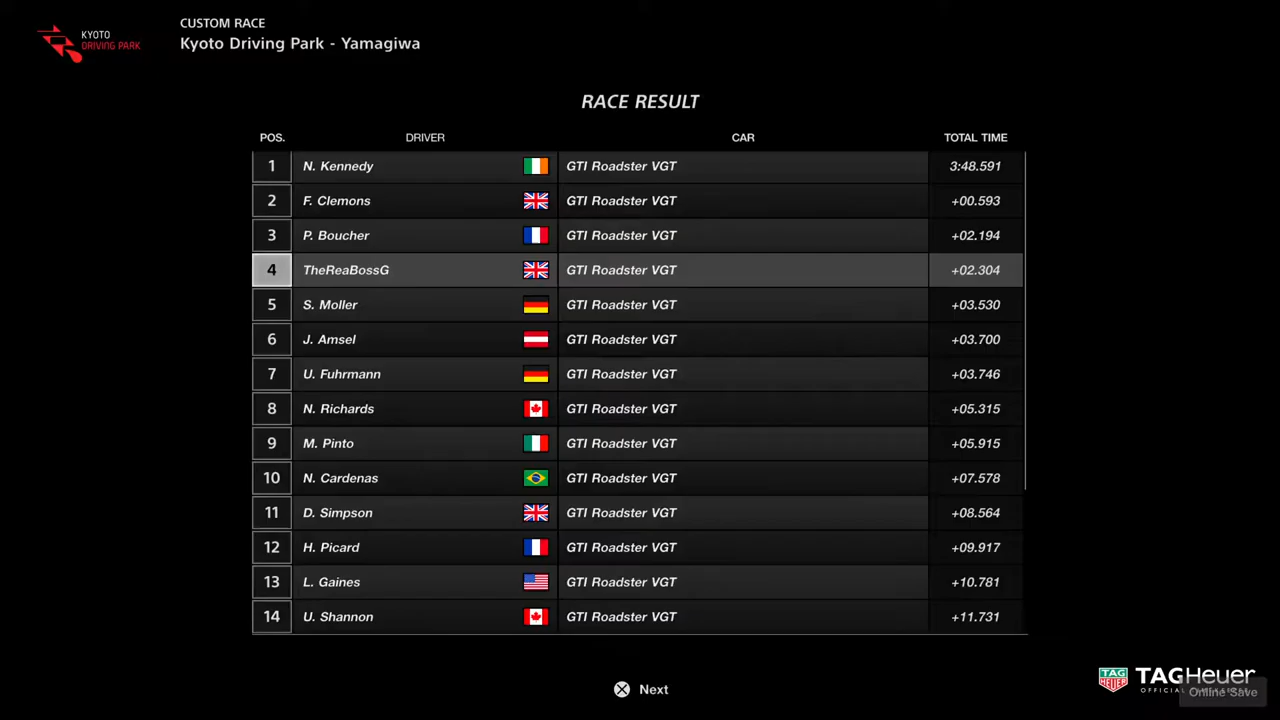 CUSTOM RACE
KYOTO
DRIVING PARK
Kyoto Driving Park - Yamagiwa
RACE RESULT
POS. DRIVER CAR TOTAL TIME
1 N. Kennedy GTI Roadster VGT 3:48.591
2 F. Clemons GTI Roadster VGT +00.593
3 P. Boucher GTI Roadster VGT +02.194
4 TheReaBossG GTI Roadster VGT +02.304
5 S. Moller GTI Roadster VGT +03.530
6 J. Amsel GTI Roadster VGT +03.700
7 U. Fuhrmann GTI Roadster VGT +03.746
8 N. Richards GTI Roadster VGT +05.315
9 M. Pinto GTI Roadster VGT +05.915
10 N. Cardenas GTI Roadster VGT +07.578
11 D. Simpson GTI Roadster VGT +08.564
12 H. Picard GTI Roadster VGT +09.917
13 L. Gaines GTI Roadster VGT +10.781
14 U. Shannon GTI Roadster VGT +11.731
Next
TAG HEUER TAGHeuer
Online Save